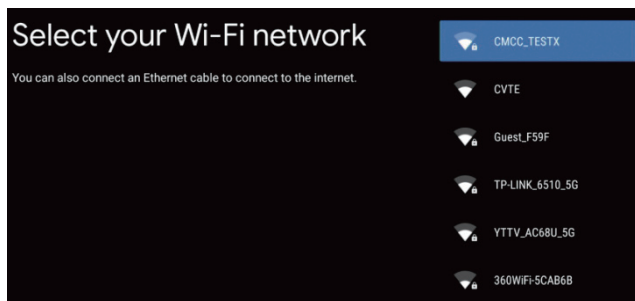 Select your Wi-Fi network
You can also connect an Ethernet cable to connect to the internet.
CMCC_TESTX
CVTE
Guest_F59F
TP-LINK_6510_5G
YTTV_AC68U_5G
360WiFi-5CAB6B